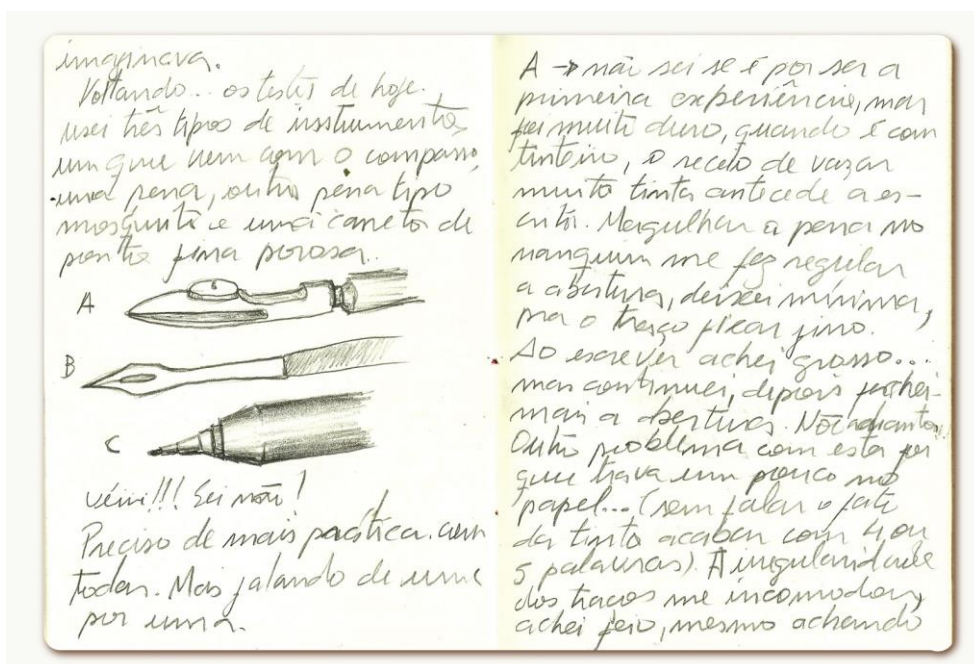 imaginava.
Voltando.. os testes de hoje.
usei três tipos de instrumentos,
um que vem com o compasso,
uma pena, outra pena tipo
mosquito e uma caneta de
ponta fina porosa.
A
B
C
véiii!!! Sei não!
Preciso de mais prática com
todas. Mas falando de uma
por uma.
A → não sei se é por ser a
primeira experiência, mas
foi muito duro, quando é com
tinteiro, o receio de vazar
muita tinta antecede a es-
crita. Mergulhar a pena no
nanquim me fez regular
a abertura, deixei mínima,
pra o traço ficar fino.
Ao escrever achei grosso...
mas continuei, depois fechei
mais a abertura. Não adiantou!!
Outro problema com esta foi
que trava um pouco no
papel... (sem falar o fato
da tinta acabar com 4 ou
5 palavras). A irregularidade
dos traços me incomodou,
achei feio, mesmo achando